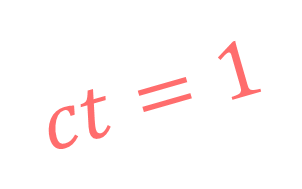 ct = 1